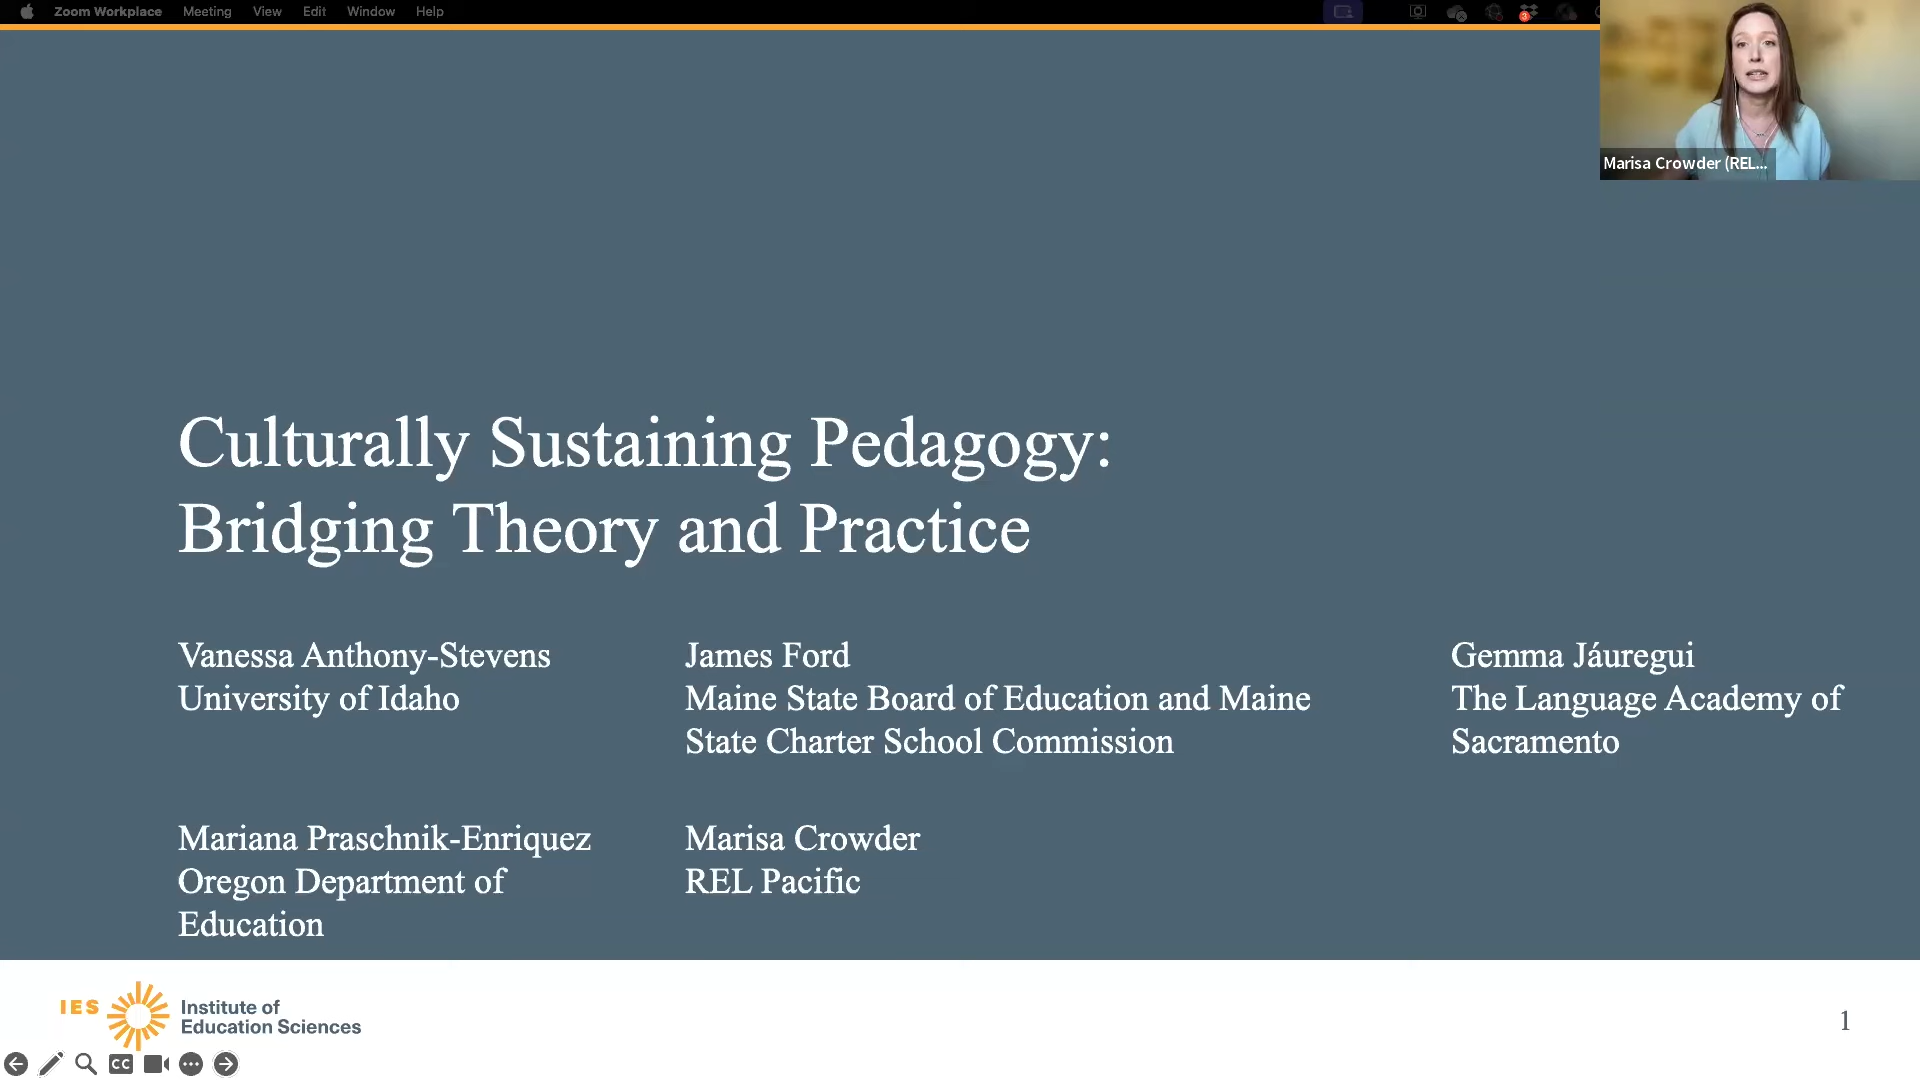 Zoom Workplace Meeting View Edit Window Help
3
Marisa Crowder (REL...
Culturally Sustaining Pedagogy:
Bridging Theory and Practice
Vanessa Anthony-Stevens
University of Idaho
James Ford
Maine State Board of Education and Maine
State Charter School Commission
Gemma Jáuregui
The Language Academy of
Sacramento
Mariana Praschnik-Enriquez
Oregon Department of
Education
Marisa Crowder
REL Pacific
IES
Institute of
Education Sciences
1
CC